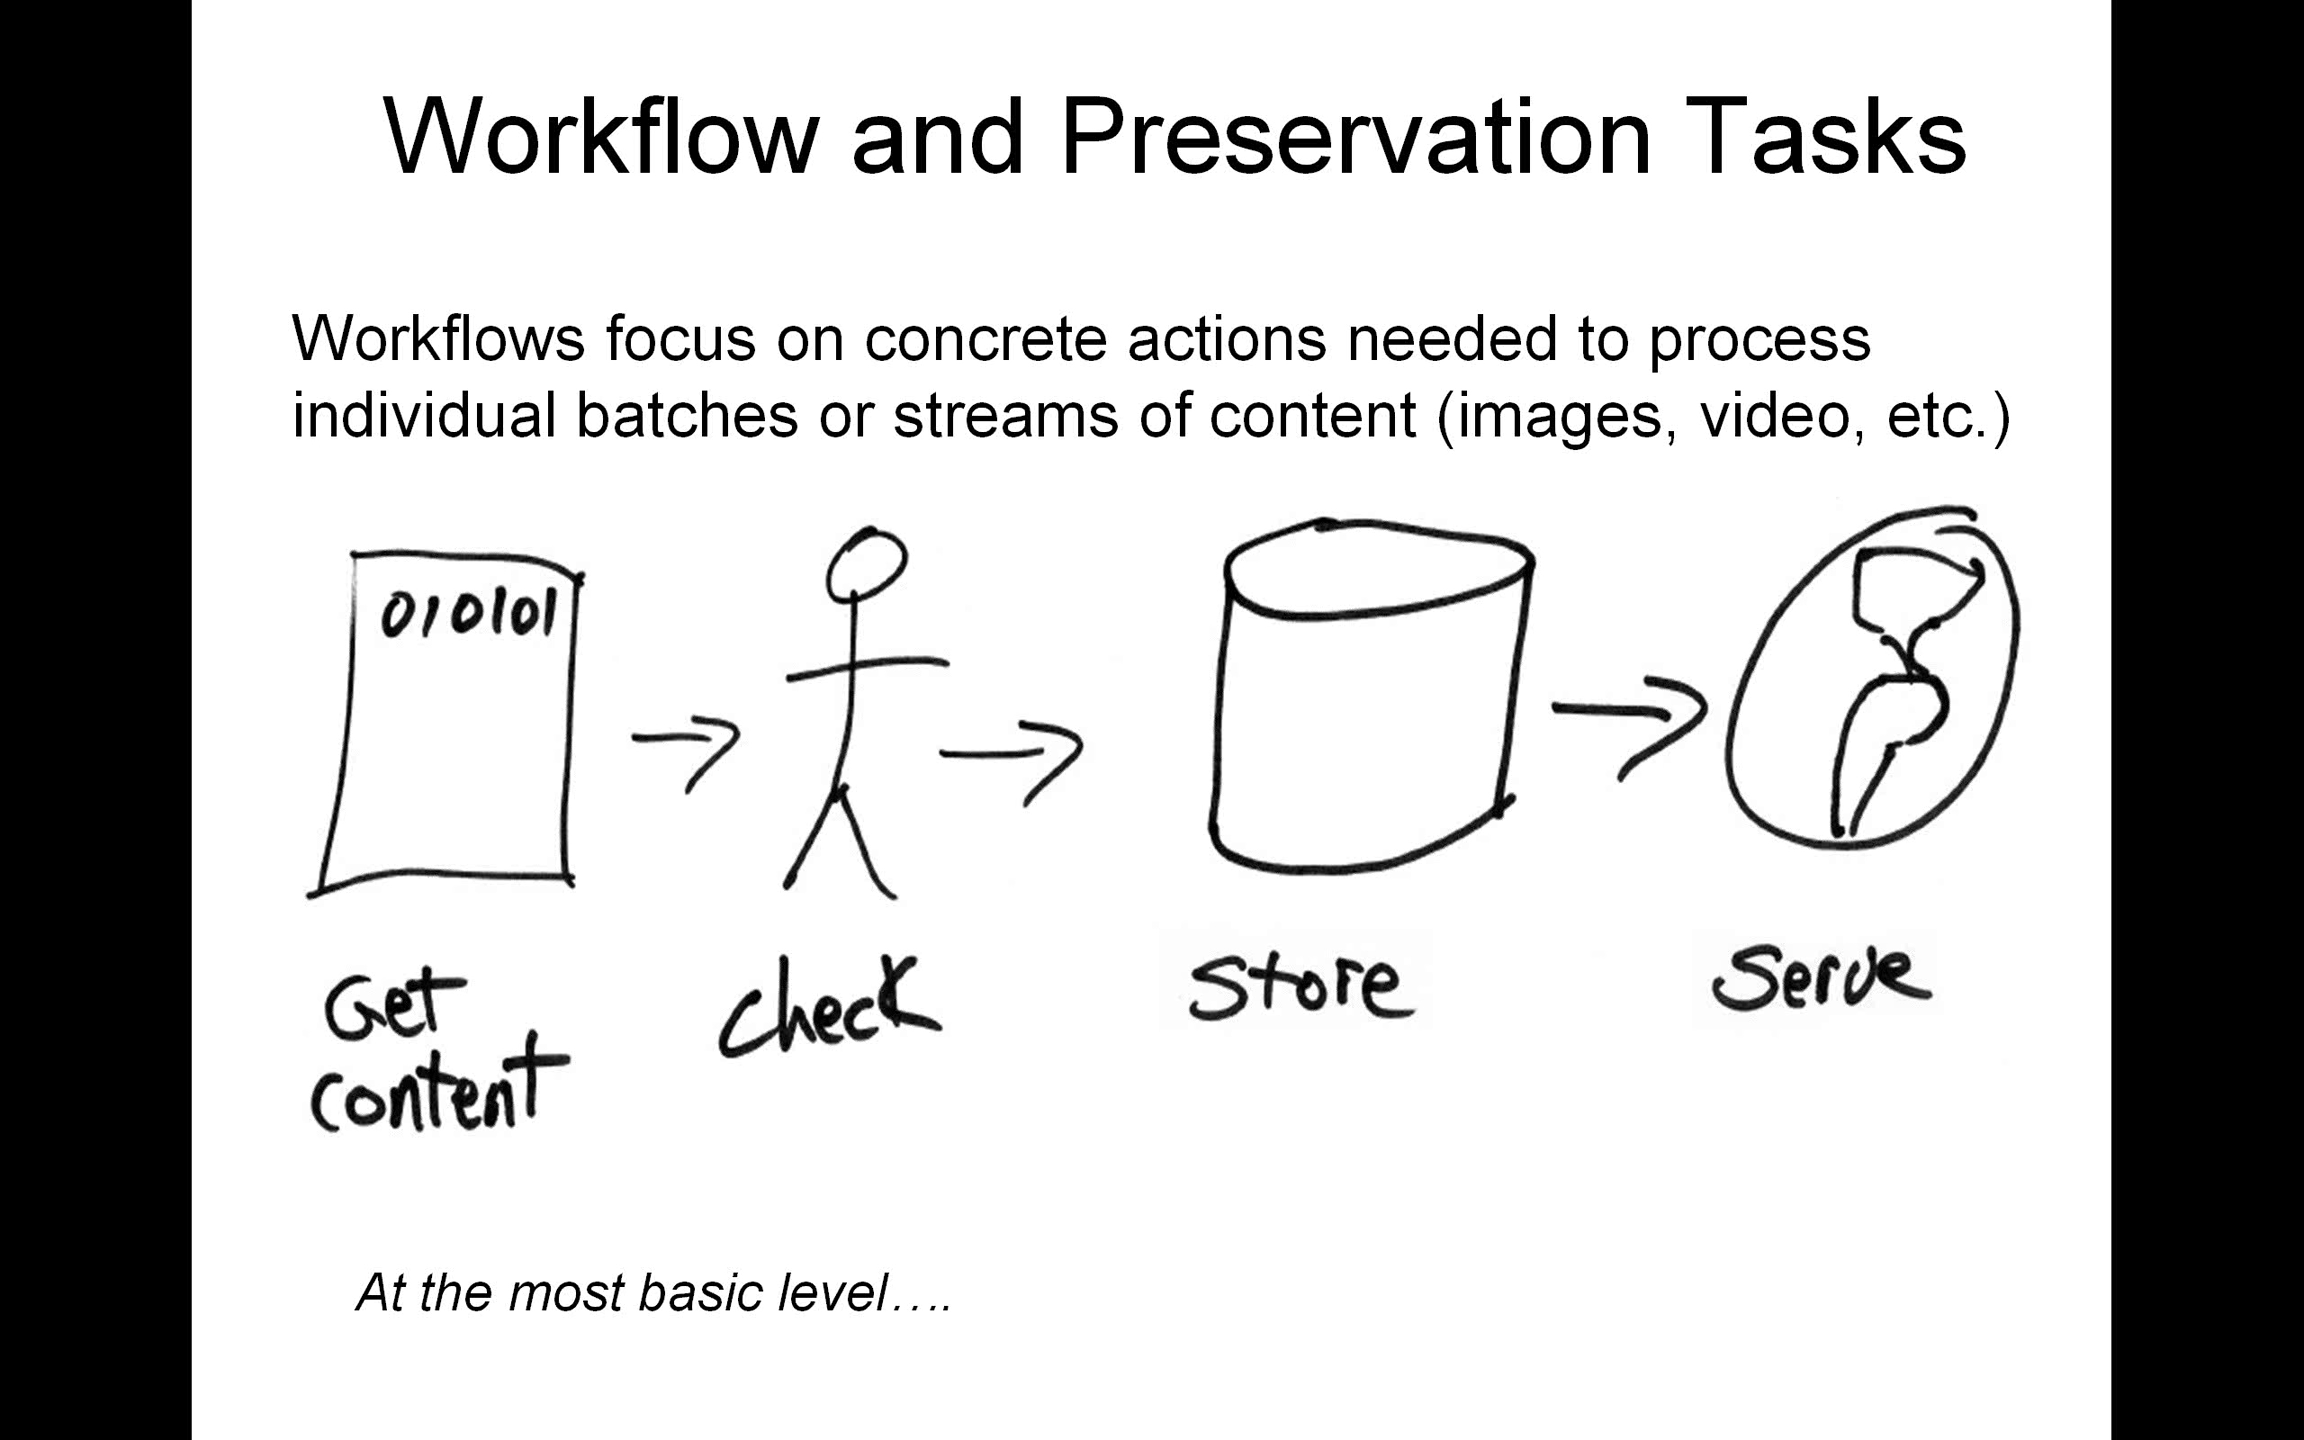 Workflow and Preservation Tasks
Workflows focus on concrete actions needed to process
individual batches or streams of content (images, video, etc.)
010101
Get
content
check
Store
Serve
At the most basic level….